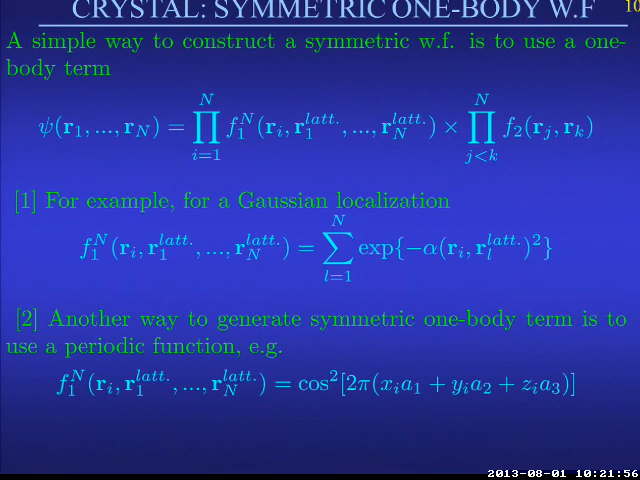 CRYSTAL: SYMMETRIC ONE-BODY W.F
10
A simple way to construct a symmetric w.f. is to use a one-
body term
ψ(r₁, ..., r_N) = ∏_{i=1}^{N} f_1^N(r_i, r_1^{latt.}, ..., r_N^{latt.}) × ∏_{j<k}^{N} f_2(r_j, r_k)
[1] For example, for a Gaussian localization
f_1^N(r_i, r_1^{latt.}, ..., r_N^{latt.}) = ∑_{l=1}^{N} exp{−α(r_i, r_l^{latt.})^2}
[2] Another way to generate symmetric one-body term is to
use a periodic function, e.g.
f_1^N(r_i, r_1^{latt.}, ..., r_N^{latt.}) = cos^2[2π(x_i a_1 + y_i a_2 + z_i a_3)]
2013-08-01 10:21:56